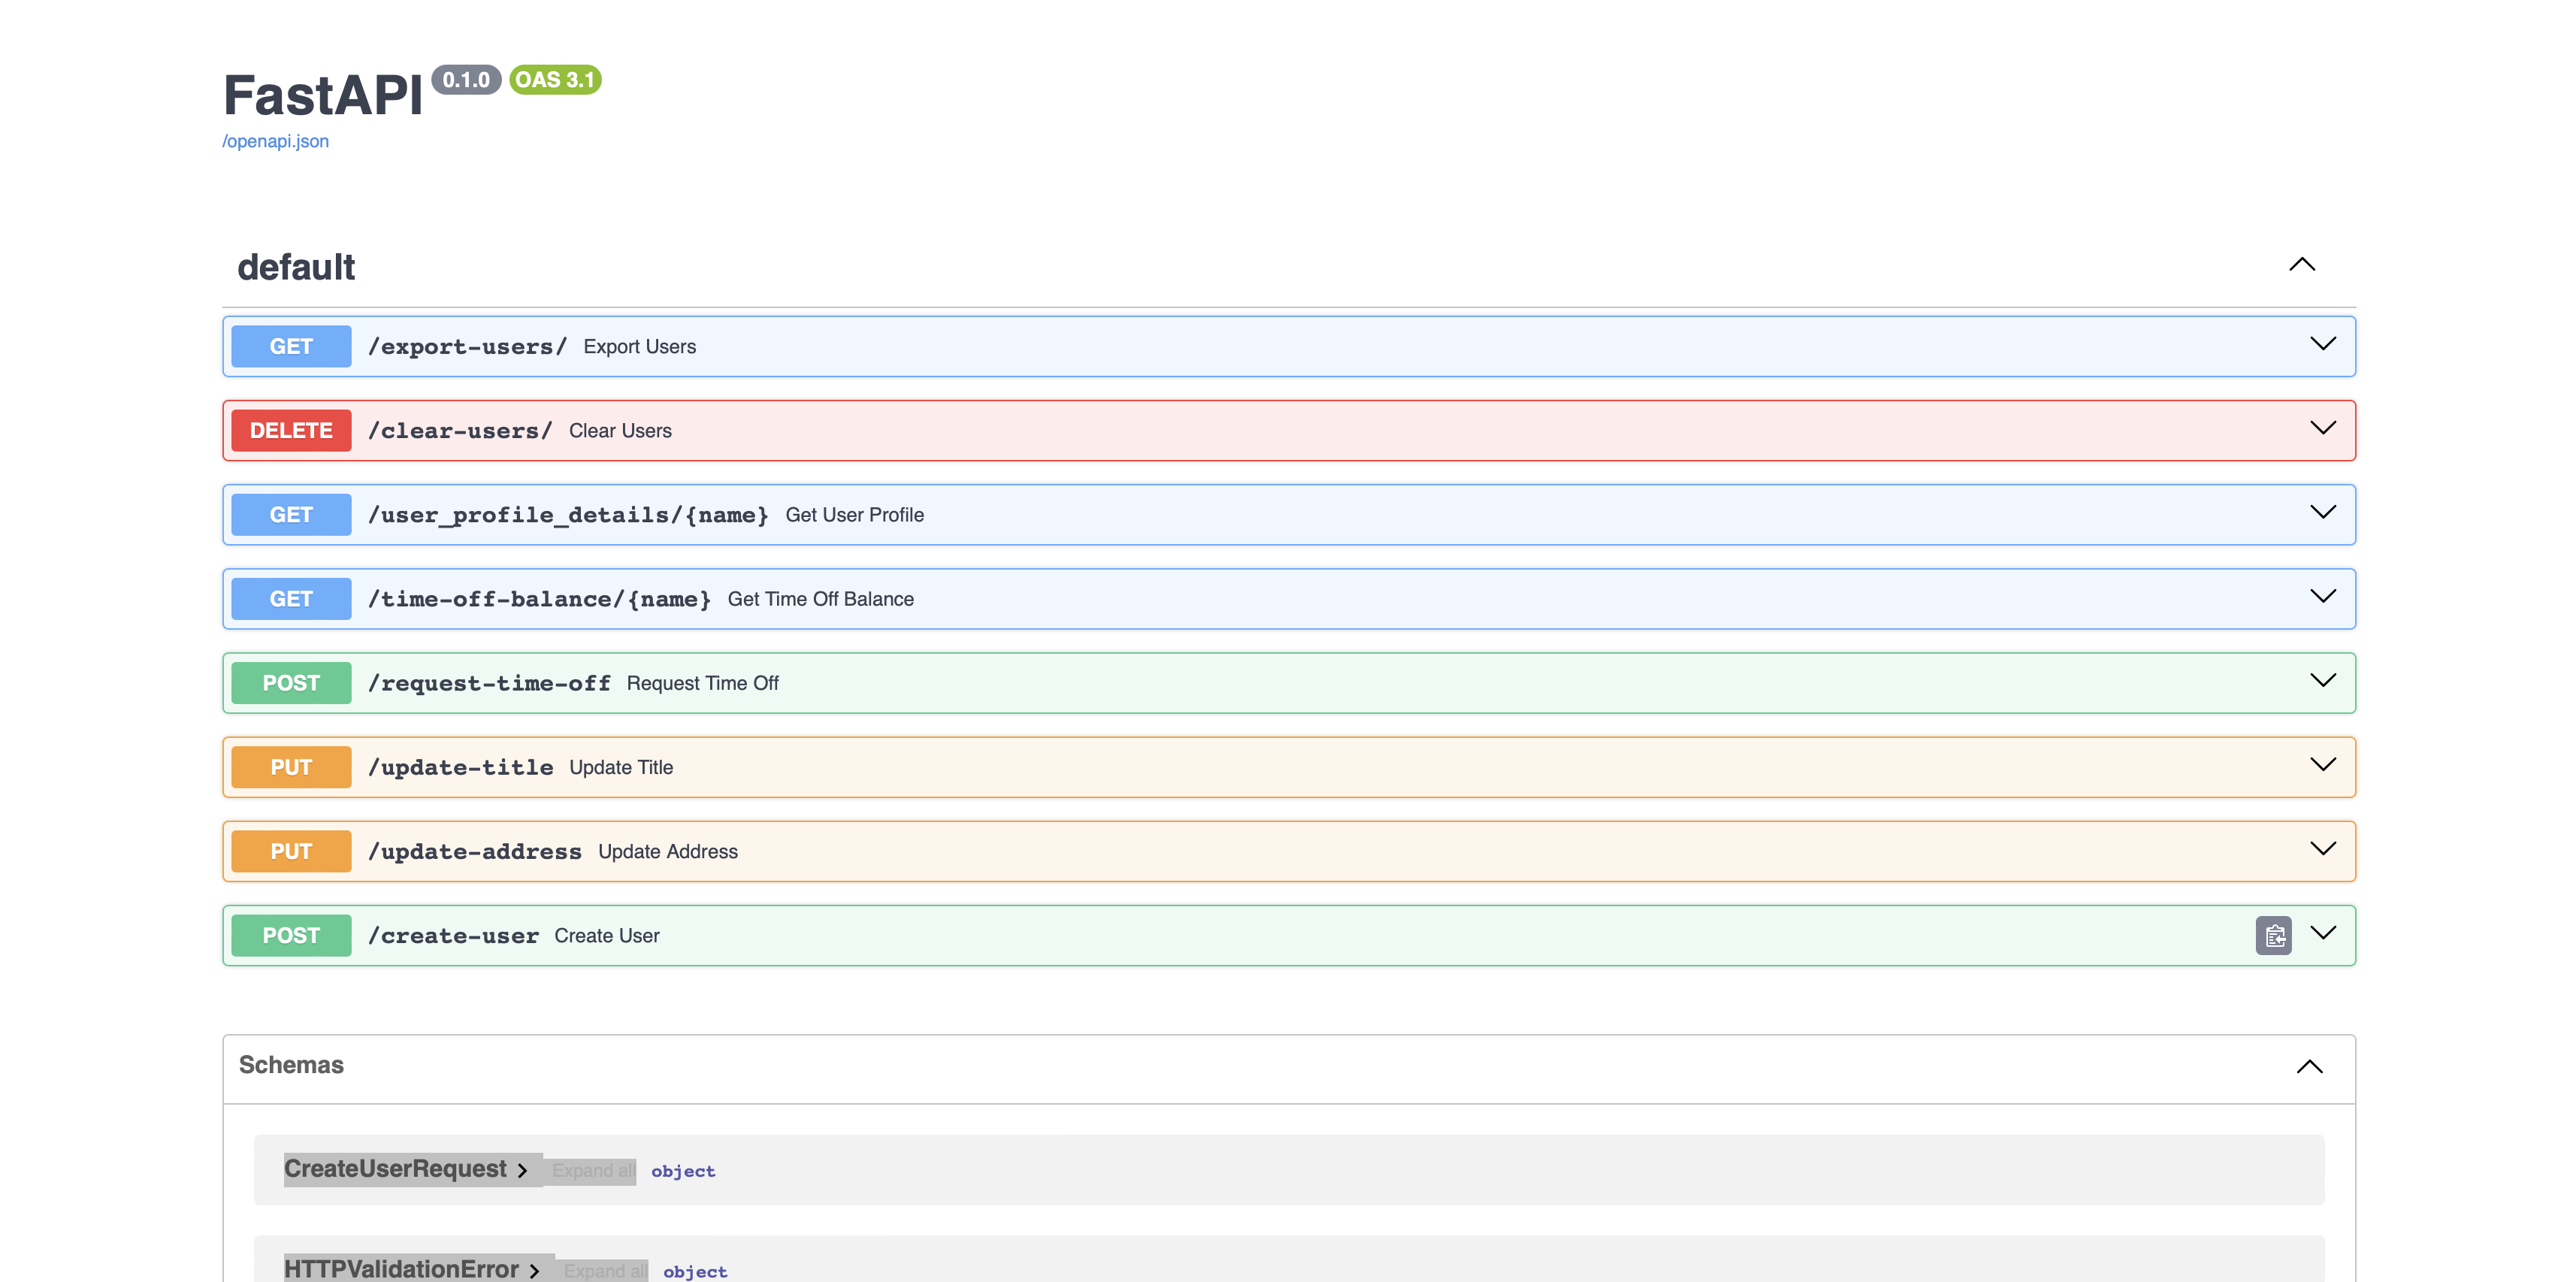 FastAPI 0.1.0 OAS 3.1
/openapi.json
default
GET /export-users/ Export Users
DELETE /clear-users/ Clear Users
GET /user_profile_details/{name} Get User Profile
GET /time-off-balance/{name} Get Time Off Balance
POST /request-time-off Request Time Off
PUT /update-title Update Title
PUT /update-address Update Address
POST /create-user Create User
Schemas
CreateUserRequest Expand all object
HTTPValidationError Expand all object